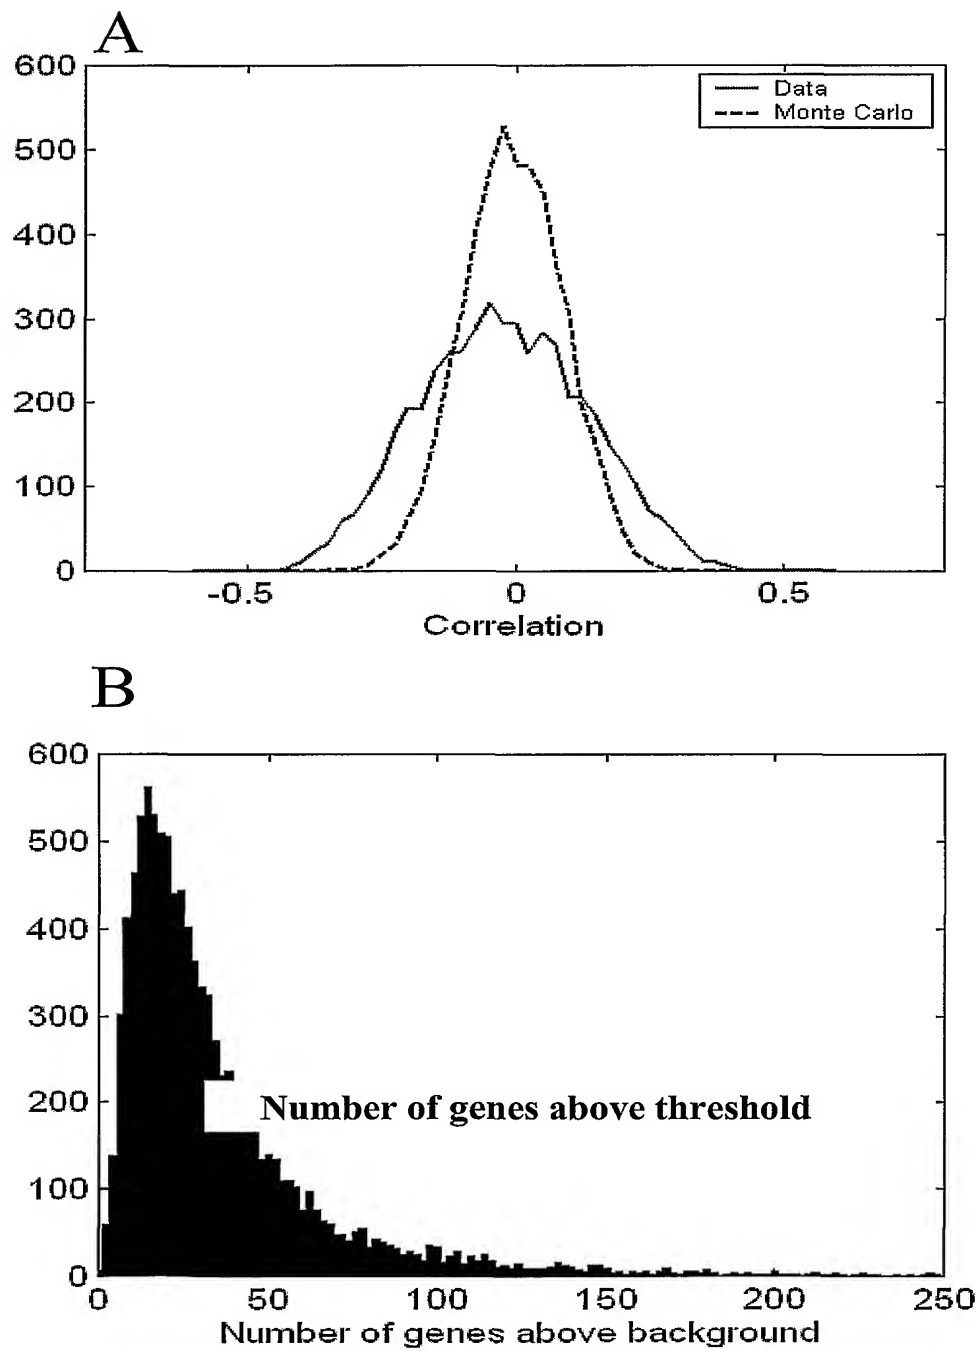 A
600
500
400
300
200
100
0
Data
Monte Carlo
-0.5 0 0.5
Correlation
B
600
500
400
300
200
100
0
Number of genes above threshold
0 50 100 150 200 250
Number of genes above background